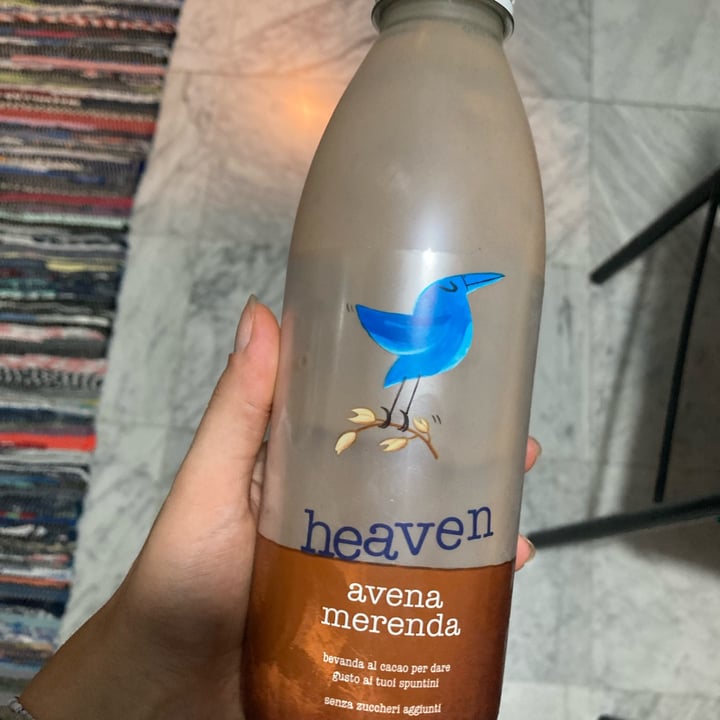 heaven
avena
merenda
bevanda al cacao per dare
gusto ai tuoi spuntini
senza zuccheri aggiunti